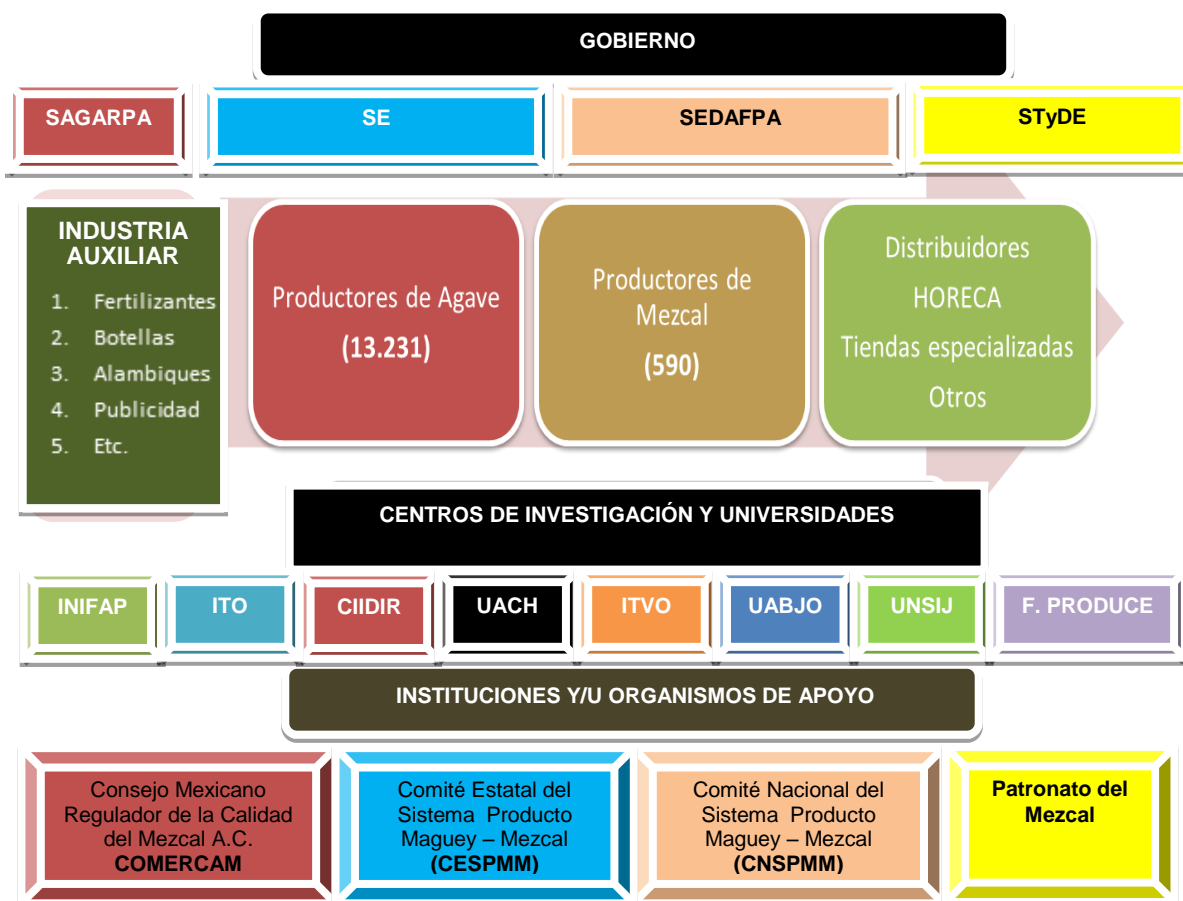 GOBIERNO
SAGARPA
SE
SEDAFPA
STyDE
INDUSTRIA
AUXILIAR
1. Fertilizantes
2. Botellas
3. Alambiques
4. Publicidad
5. Etc.
Productores de Agave
(13.231)
Productores de
Mezcal
(590)
Distribuidores
HORECA
Tiendas especializadas
Otros
CENTROS DE INVESTIGACIÓN Y UNIVERSIDADES
INIFAP
ITO
CIIDIR
UACH
ITVO
UABJO
UNSIJ
F. PRODUCE
INSTITUCIONES Y/U ORGANISMOS DE APOYO
Consejo Mexicano
Regulador de la Calidad
del Mezcal A.C.
COMERCAM
Comité Estatal del
Sistema Producto
Maguey – Mezcal
(CESPMM)
Comité Nacional del
Sistema Producto
Maguey – Mezcal
(CNSPMM)
Patronato del
Mezcal